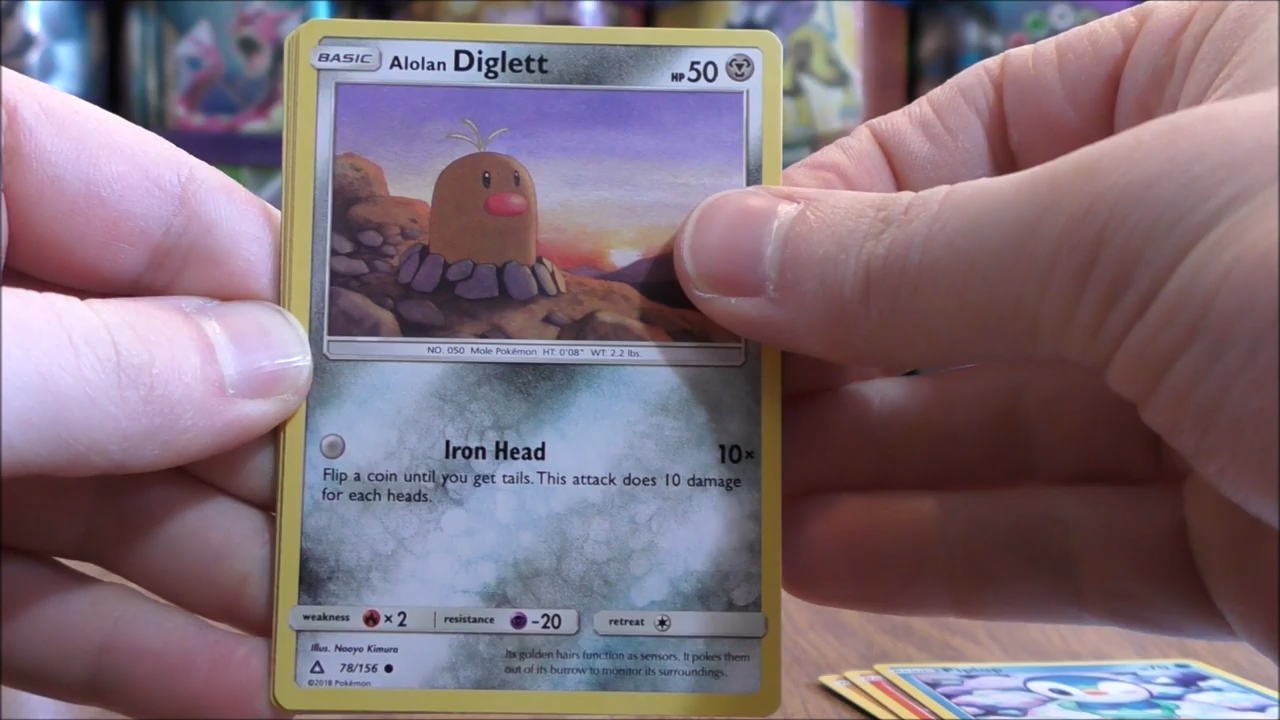 BASIC Alolan Diglett HP 50
NO. 050 Mole Pokémon HT: 0'08" WT: 2.2 lbs.
Iron Head 10×
Flip a coin until you get tails. This attack does 10 damage
for each heads.
weakness ×2 resistance -20 retreat
Illus. Naoyo Kimura
78/156
©2018 Pokémon
Its golden hairs function as sensors. It pokes them
out of its burrow to monitor its surroundings.
Piplup